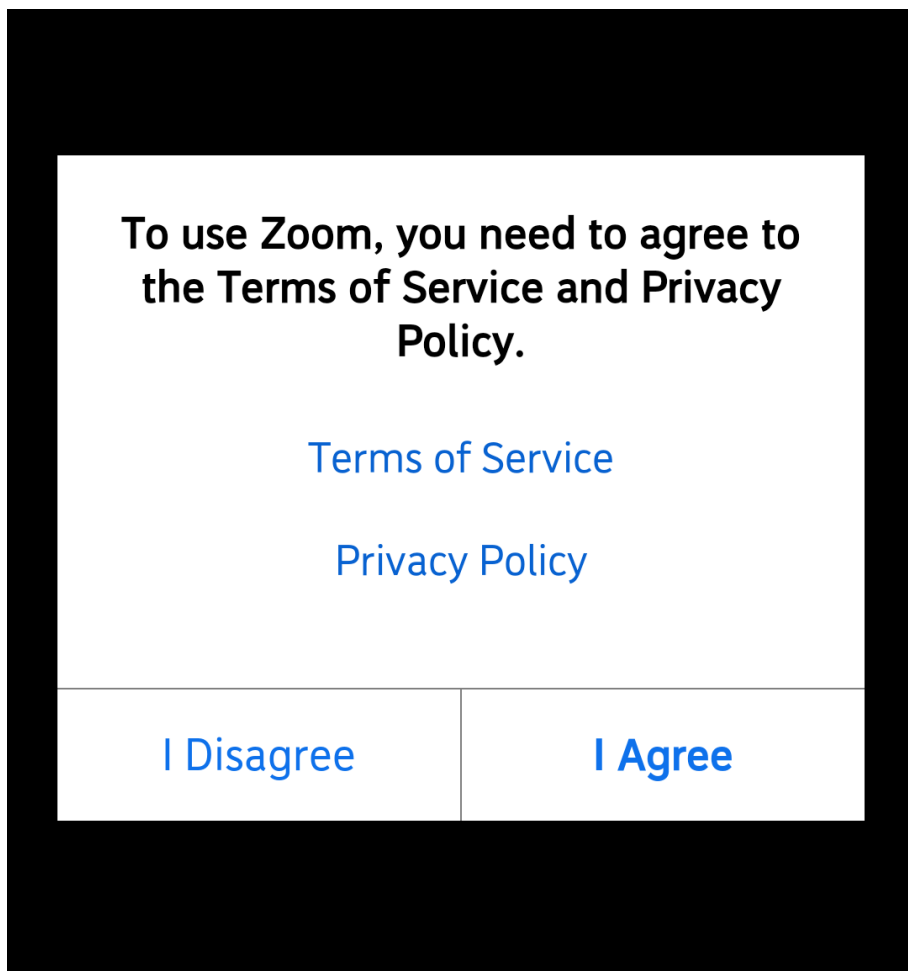 To use Zoom, you need to agree to
the Terms of Service and Privacy
Policy.
Terms of Service
Privacy Policy
I Disagree
I Agree